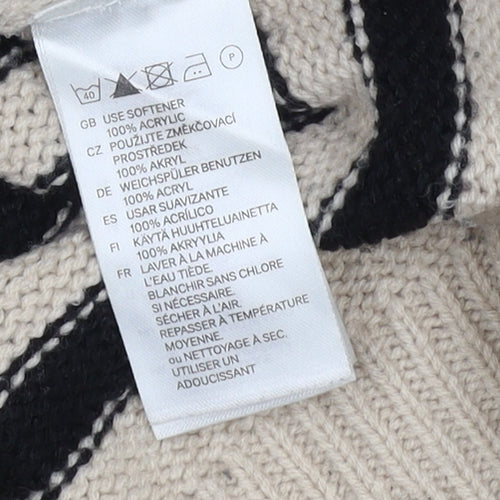 40 P
GB USE SOFTENER
100% ACRYLIC
CZ POUŽIJTE ZMĚKČOVACÍ
PROSTŘEDEK
100% AKRYL
DE WEICHSPÜLER BENUTZEN
100% ACRYL
ES USAR SUAVIZANTE
100% ACRÍLICO
FI KÄYTÄ HUUHTELUAINETTA
100% AKRYYLIA
FR LAVER À LA MACHINE À
L'EAU TIÈDE.
BLANCHIR SANS CHLORE
SI NÉCESSAIRE.
SÉCHER À L'AIR.
REPASSER À TEMPÉRATURE
MOYENNE.
ou NETTOYAGE À SEC.
UTILISER UN
ADOUCISSANT